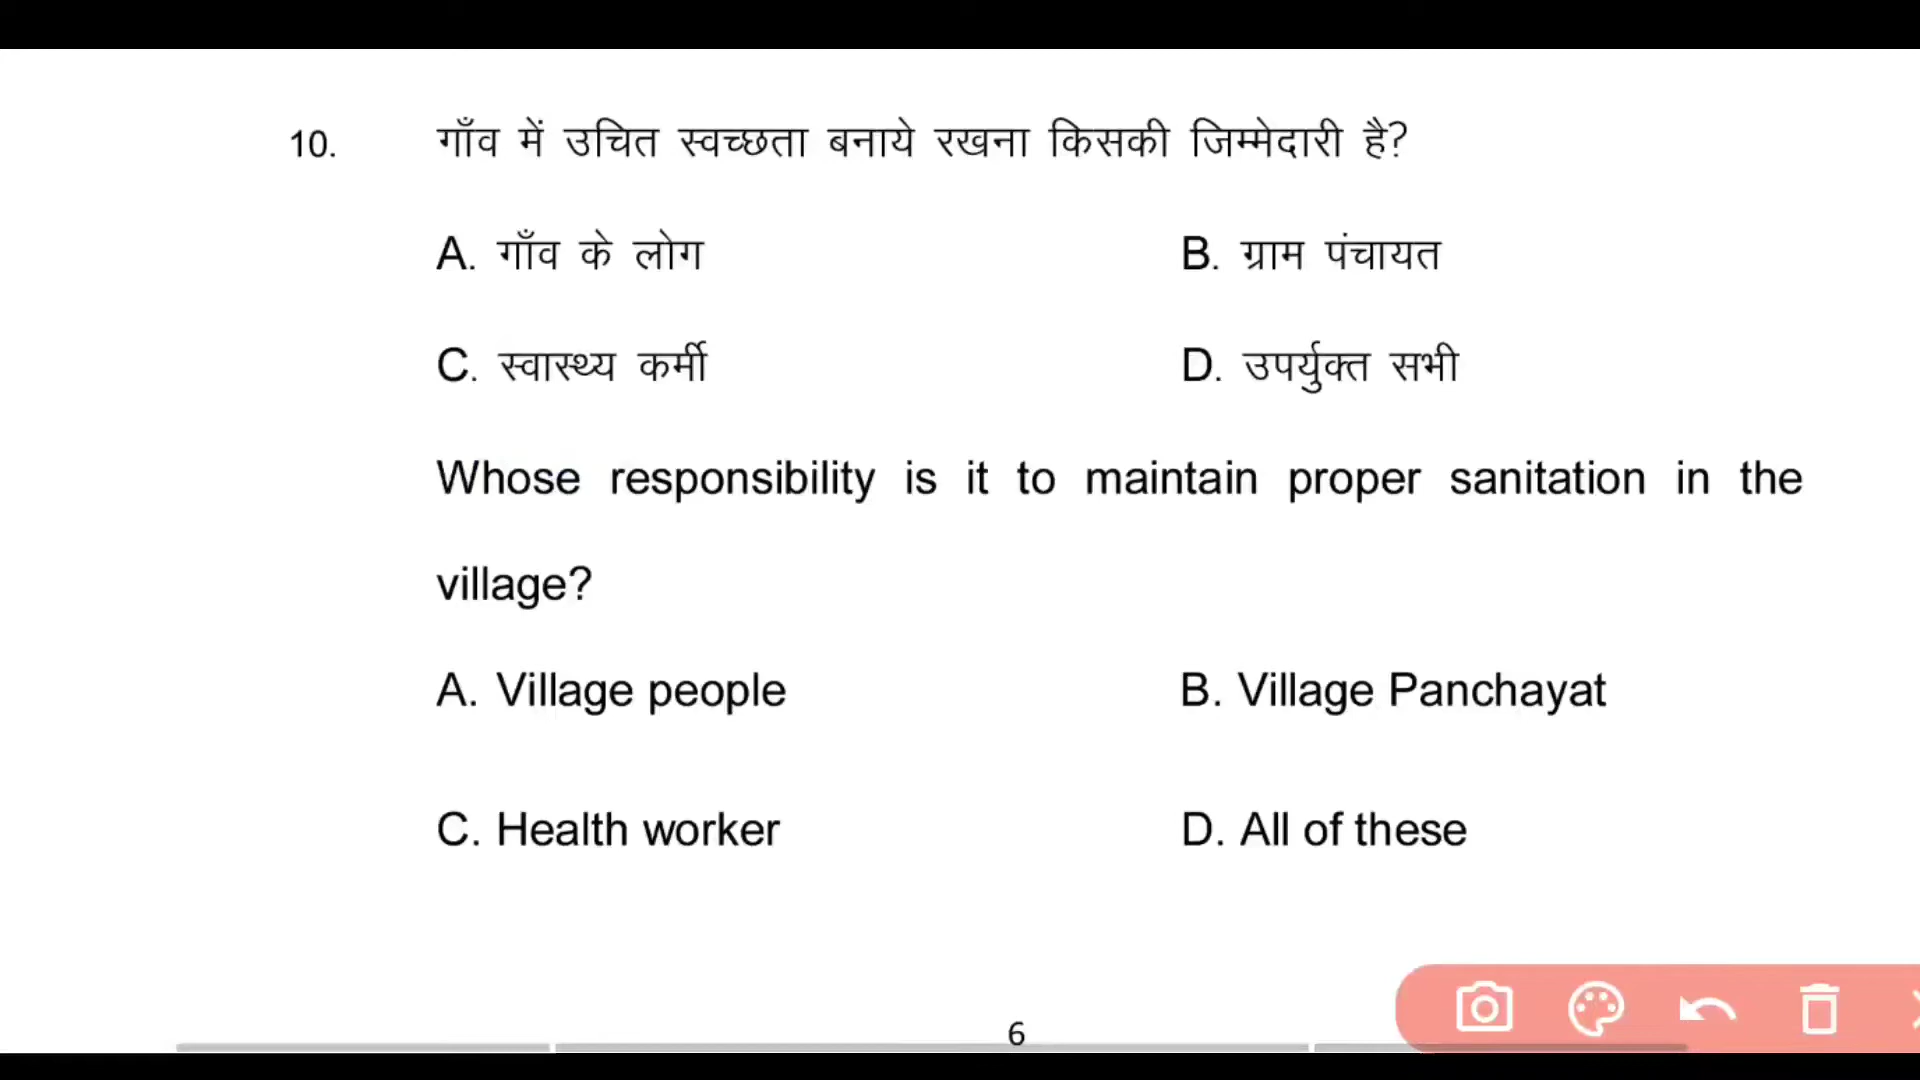 10. गाँव में उचित स्वच्छता बनाये रखना किसकी जिम्मेदारी है?
A. गाँव के लोग B. ग्राम पंचायत
C. स्वास्थ्य कर्मी D. उपर्युक्त सभी
Whose responsibility is it to maintain proper sanitation in the
village?
A. Village people B. Village Panchayat
C. Health worker D. All of these
6